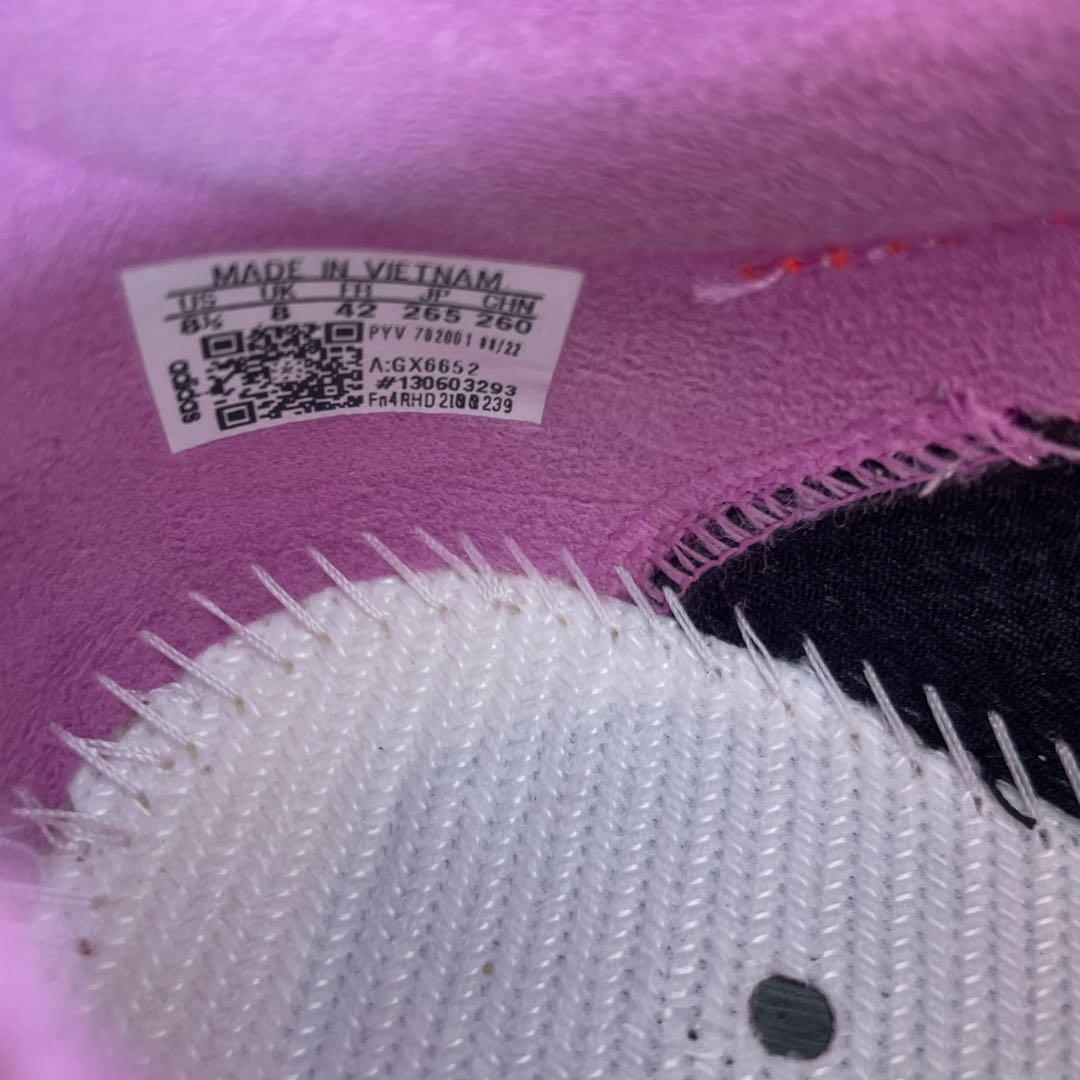 MADE IN VIETNAM
US UK FR JP CHN
8½ 8 42 265 260
PYV 702001 08/22
A:GX6652
#130603293
adidas